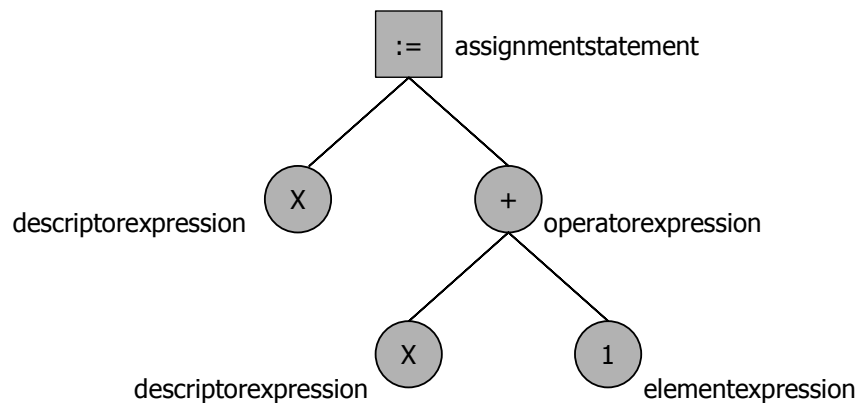 := assignmentstatement
X
descriptorexpression
+
operatorexpression
X
descriptorexpression
1
elementexpression